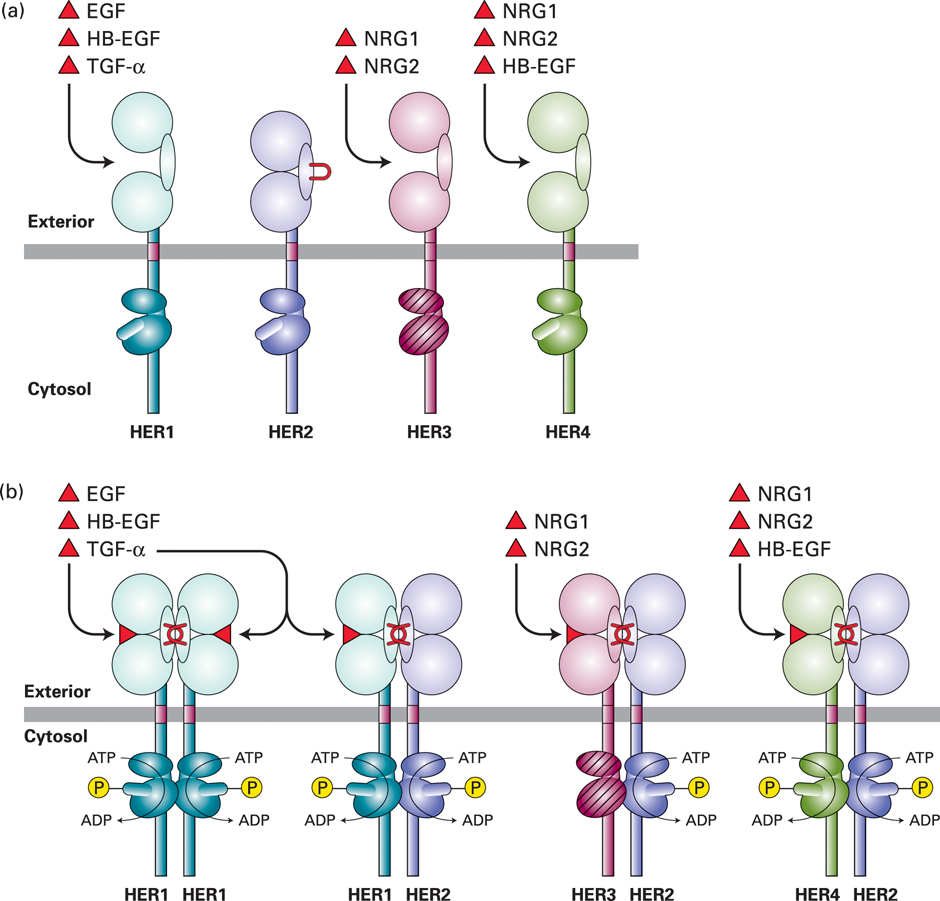 (a)
EGF
HB-EGF
TGF-α
NRG1
NRG2
NRG1
NRG2
HB-EGF
Exterior
Cytosol
HER1 HER2 HER3 HER4
(b)
EGF
HB-EGF
TGF-α
NRG1
NRG2
NRG1
NRG2
HB-EGF
Exterior
Cytosol
ATP ATP ATP ATP ATP ATP ATP
P P P P P P P
ADP ADP ADP ADP ADP ADP ADP
HER1 HER1 HER1 HER2 HER3 HER2 HER4 HER2